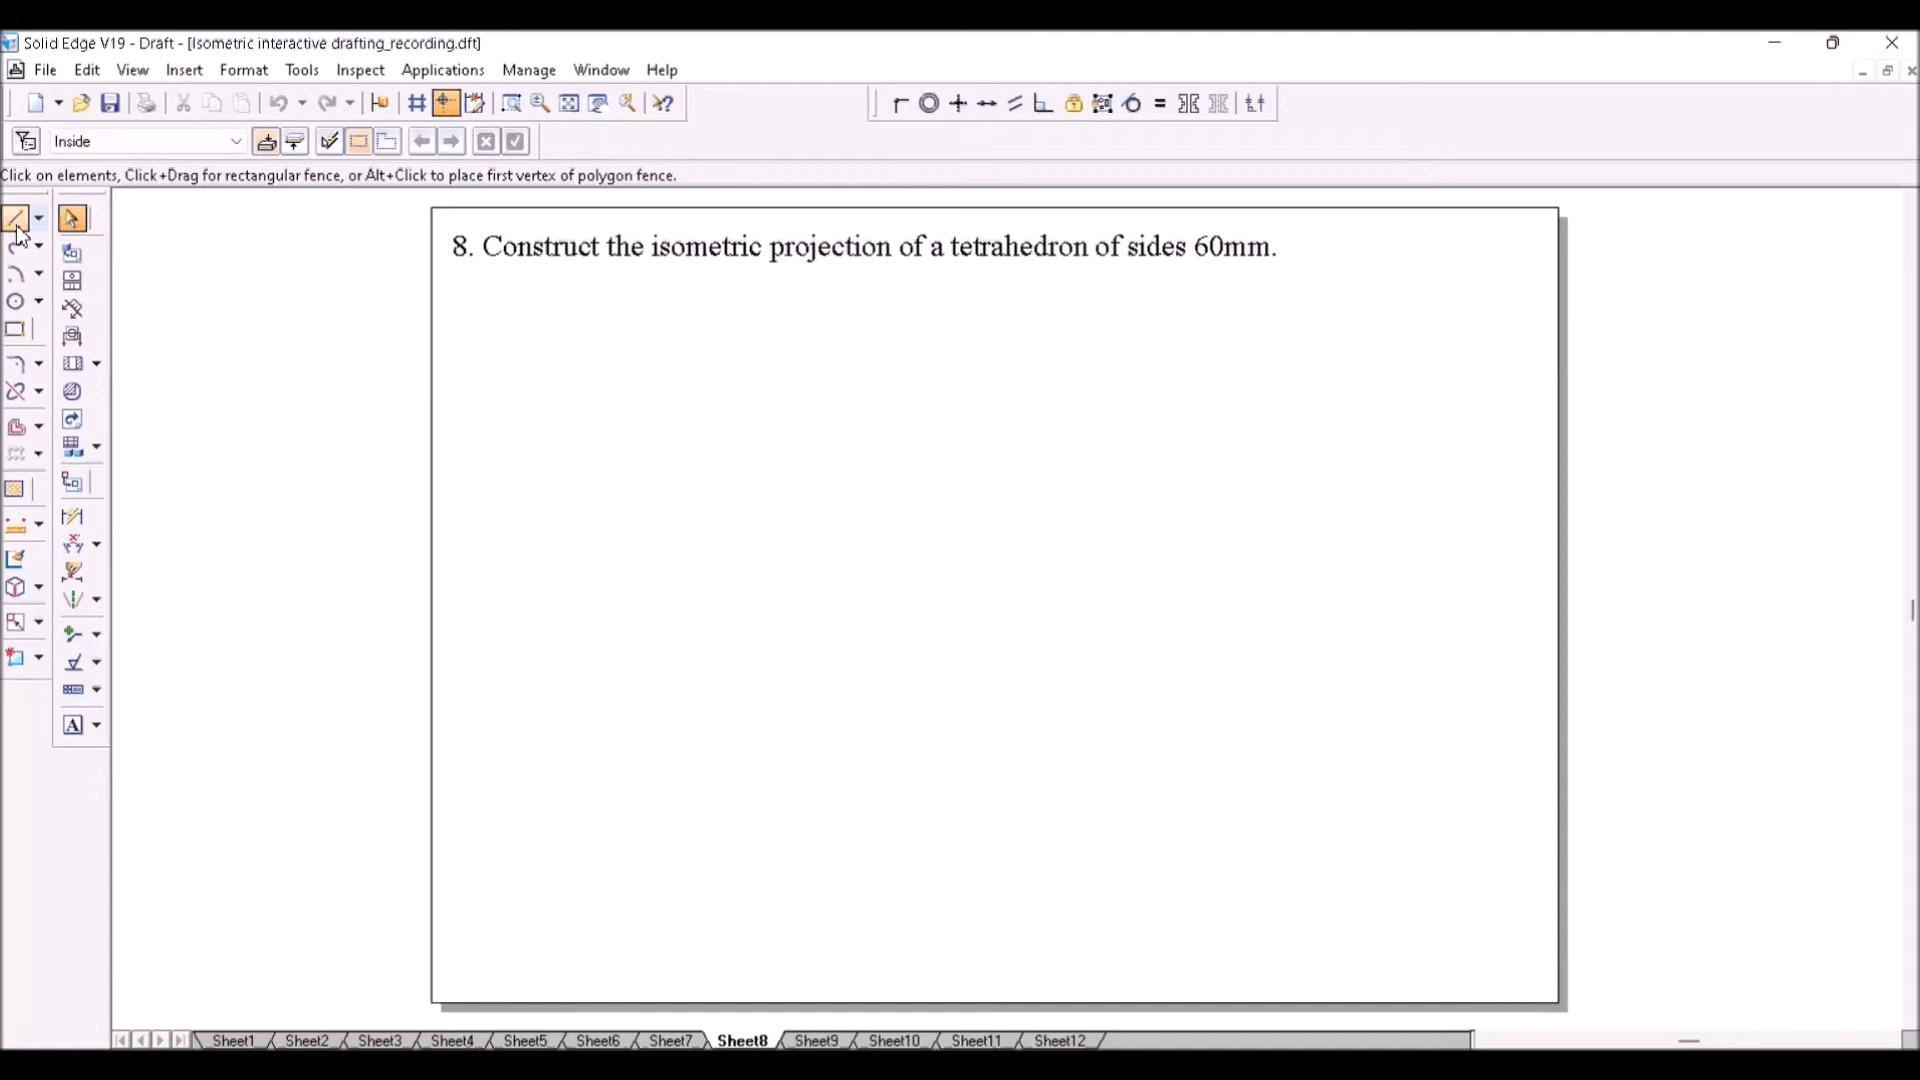 Solid Edge V19 - Draft - [Isometric interactive drafting_recording.dft]
File Edit View Insert Format Tools Inspect Applications Manage Window Help
Inside
Click on elements, Click+Drag for rectangular fence, or Alt+Click to place first vertex of polygon fence.
8. Construct the isometric projection of a tetrahedron of sides 60mm.
A
Sheet1 Sheet2 Sheet3 Sheet4 Sheet5 Sheet6 Sheet7 Sheet8 Sheet9 Sheet10 Sheet11 Sheet12